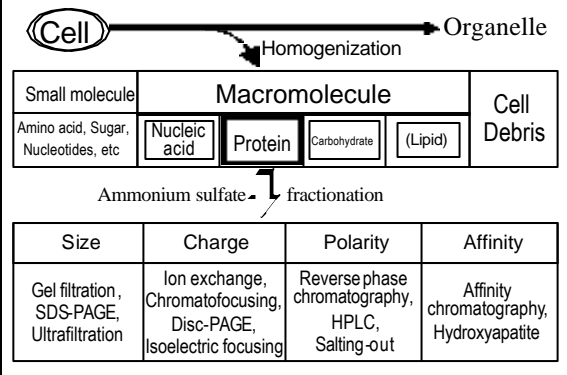 Cell
Organelle
Homogenization
Small molecule
Macromolecule
Cell
Debris
Amino acid, Sugar,
Nucleotides, etc
Nucleic
acid
Protein
Carbohydrate
(Lipid)
Ammonium sulfate fractionation
Size
Charge
Polarity
Affinity
Gel filtration,
SDS-PAGE,
Ultrafiltration
Ion exchange,
Chromatofocusing,
Disc-PAGE,
Isoelectric focusing
Reverse phase
chromatography,
HPLC,
Salting-out
Affinity
chromatography,
Hydroxyapatite